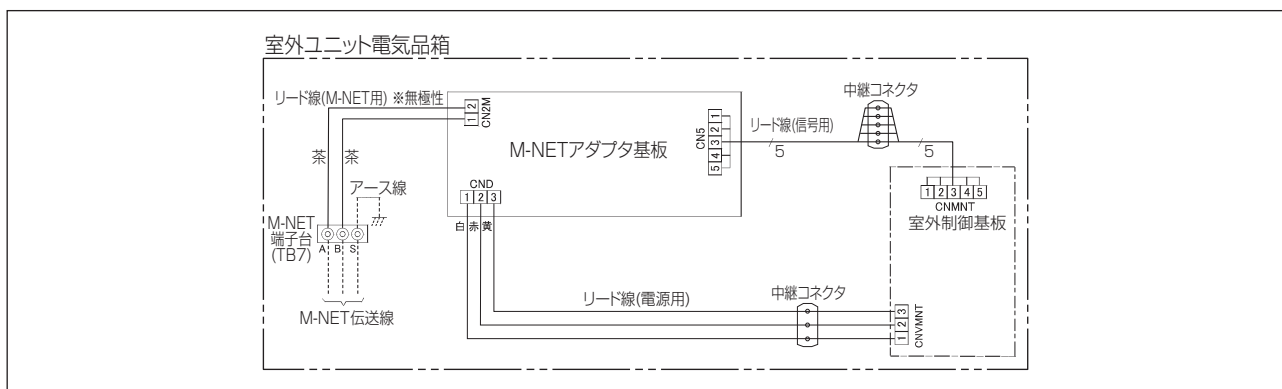 室外ユニット電気品箱
リード線(M-NET用) ※無極性
1 2
CN2M
M-NETアダプタ基板
CN5
5 4 3 2 1
リード線(信号用)
5
中継コネクタ
5
1 2 3 4 5
CNMNT
室外制御基板
茶
茶
アース線
M-NET
端子台
(TB7)
A B S
M-NET伝送線
CND
1 2 3
白 赤 黄
リード線(電源用)
中継コネクタ
1 2 3
CNVMNT